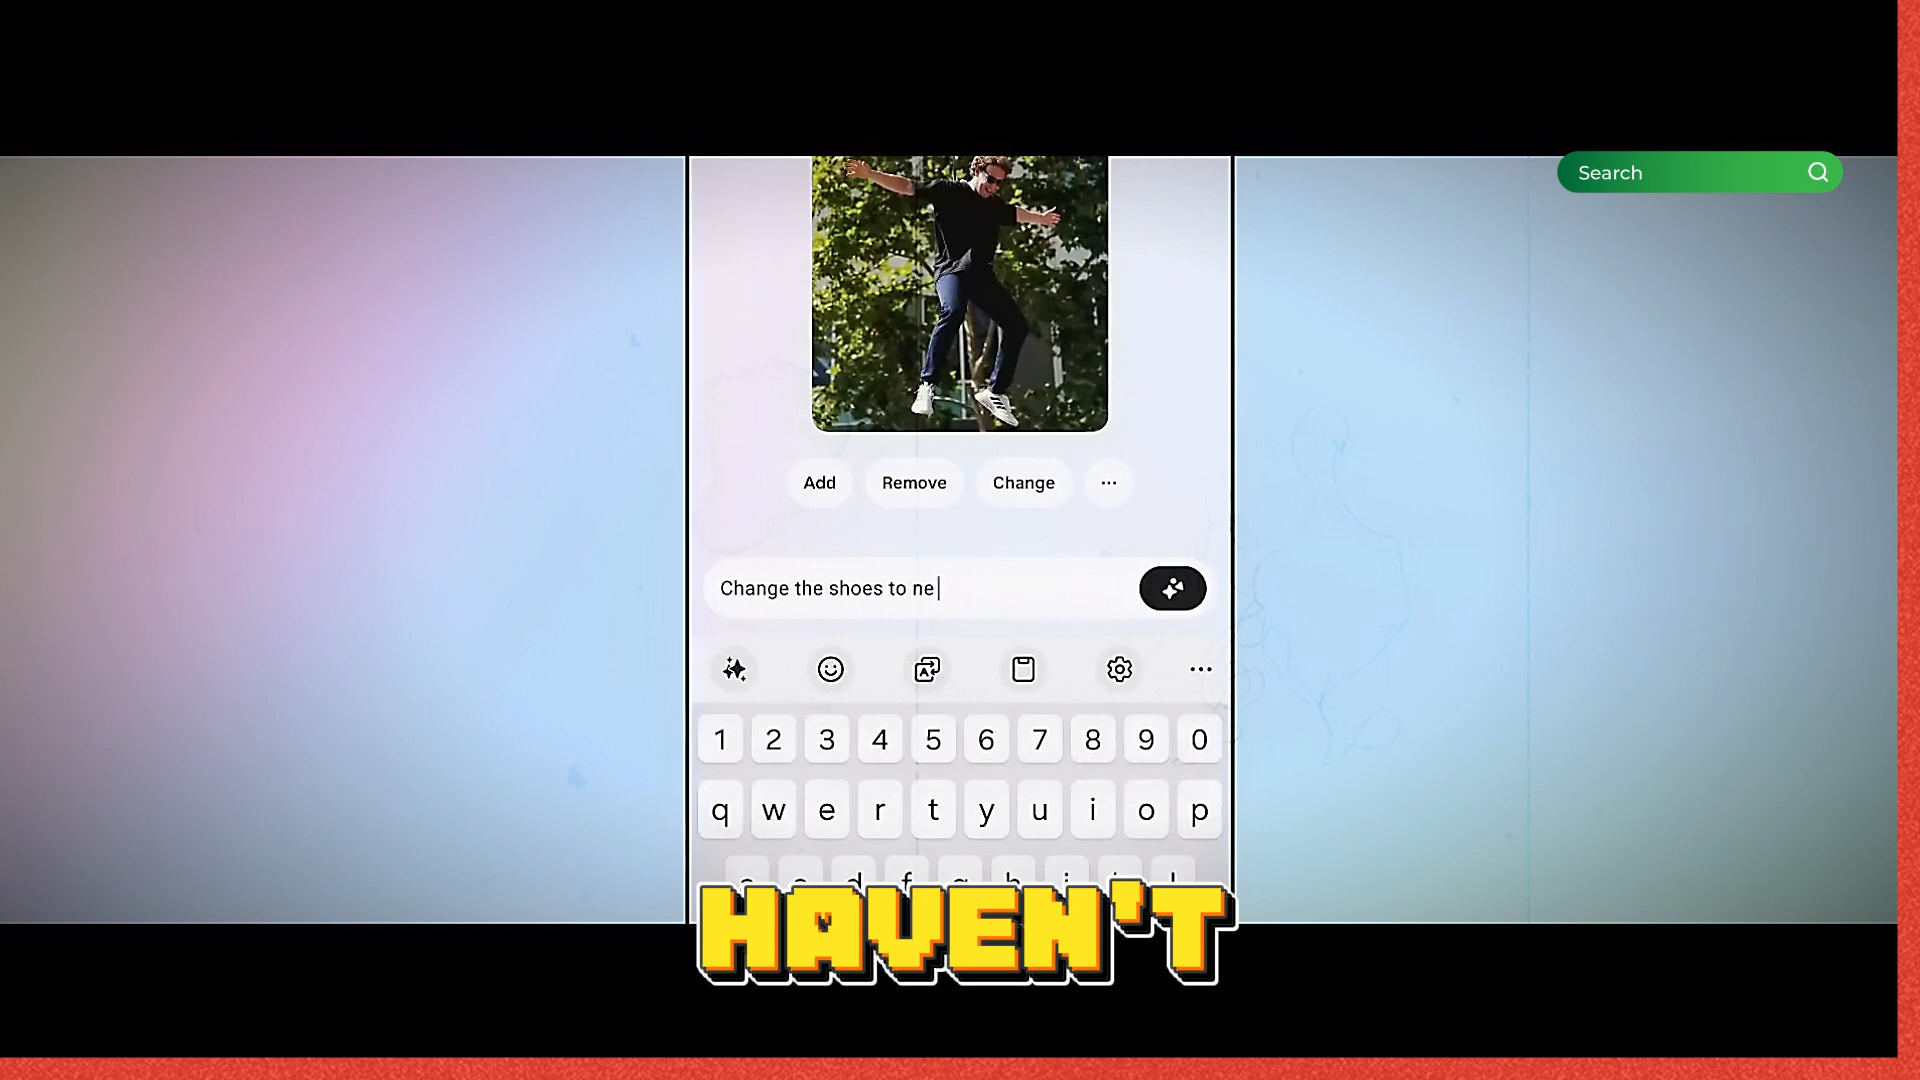 Search
Add Remove Change ...
Change the shoes to ne
1 2 3 4 5 6 7 8 9 0
q w e r t y u i o p
HAVEN'T